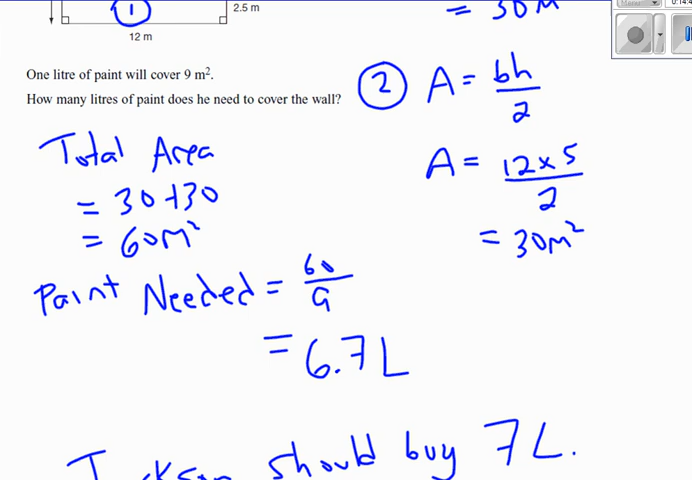 = 30 M
1
2.5 m
12 m
One litre of paint will cover 9 m².
How many litres of paint does he need to cover the wall?
2 A = bh/2
A = 12 x 5/2
= 30M²
Total Area
= 30+30
= 60M²
Paint Needed = 60/9
= 6.7L
should buy 7L.